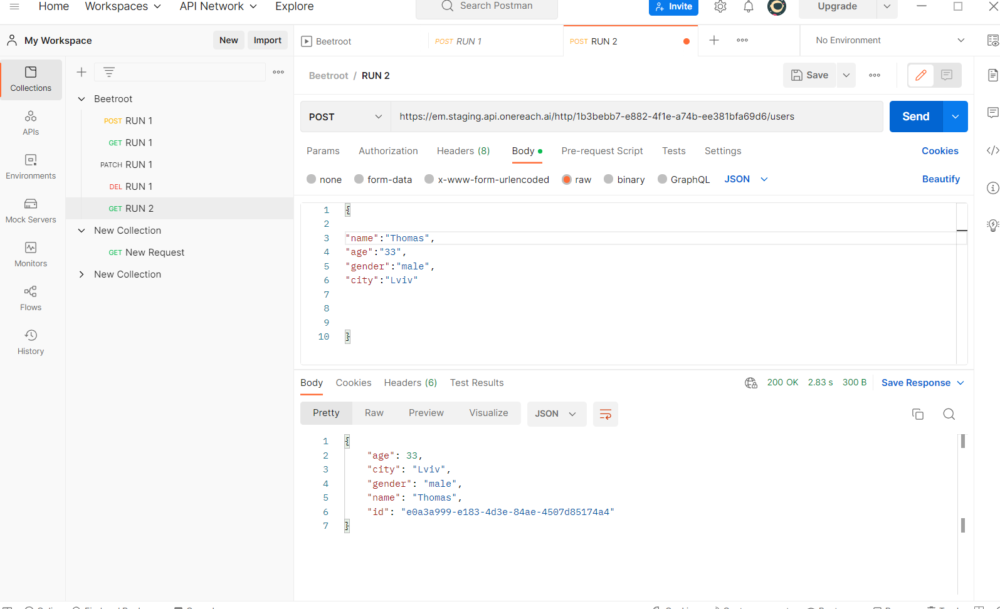 Home Workspaces API Network Explore Search Postman Invite Upgrade
My Workspace New Import
Beetroot POST RUN 1 POST RUN 2 No Environment
Collections
APIs
Environments
Mock Servers
Monitors
Flows
History
Beetroot
POST RUN 1
GET RUN 1
PATCH RUN 1
DEL RUN 1
GET RUN 2
New Collection
GET New Request
New Collection
Beetroot / RUN 2 Save
POST https://em.staging.api.onereach.ai/http/1b3bebb7-e882-4f1e-a74b-ee381bfa69d6/users Send
Params Authorization Headers (8) Body Pre-request Script Tests Settings Cookies
none form-data x-www-form-urlencoded raw binary GraphQL JSON Beautify
1 {
2
3 "name":"Thomas",
4 "age":"33",
5 "gender":"male",
6 "city":"Lviv"
7
8
9
10 }
Body Cookies Headers (6) Test Results 200 OK 2.83 s 300 B Save Response
Pretty Raw Preview Visualize JSON
1 {
2 "age": 33,
3 "city": "Lviv",
4 "gender": "male",
5 "name": "Thomas",
6 "id": "e0a3a999-e183-4d3e-84ae-4507d85174a4"
7 }